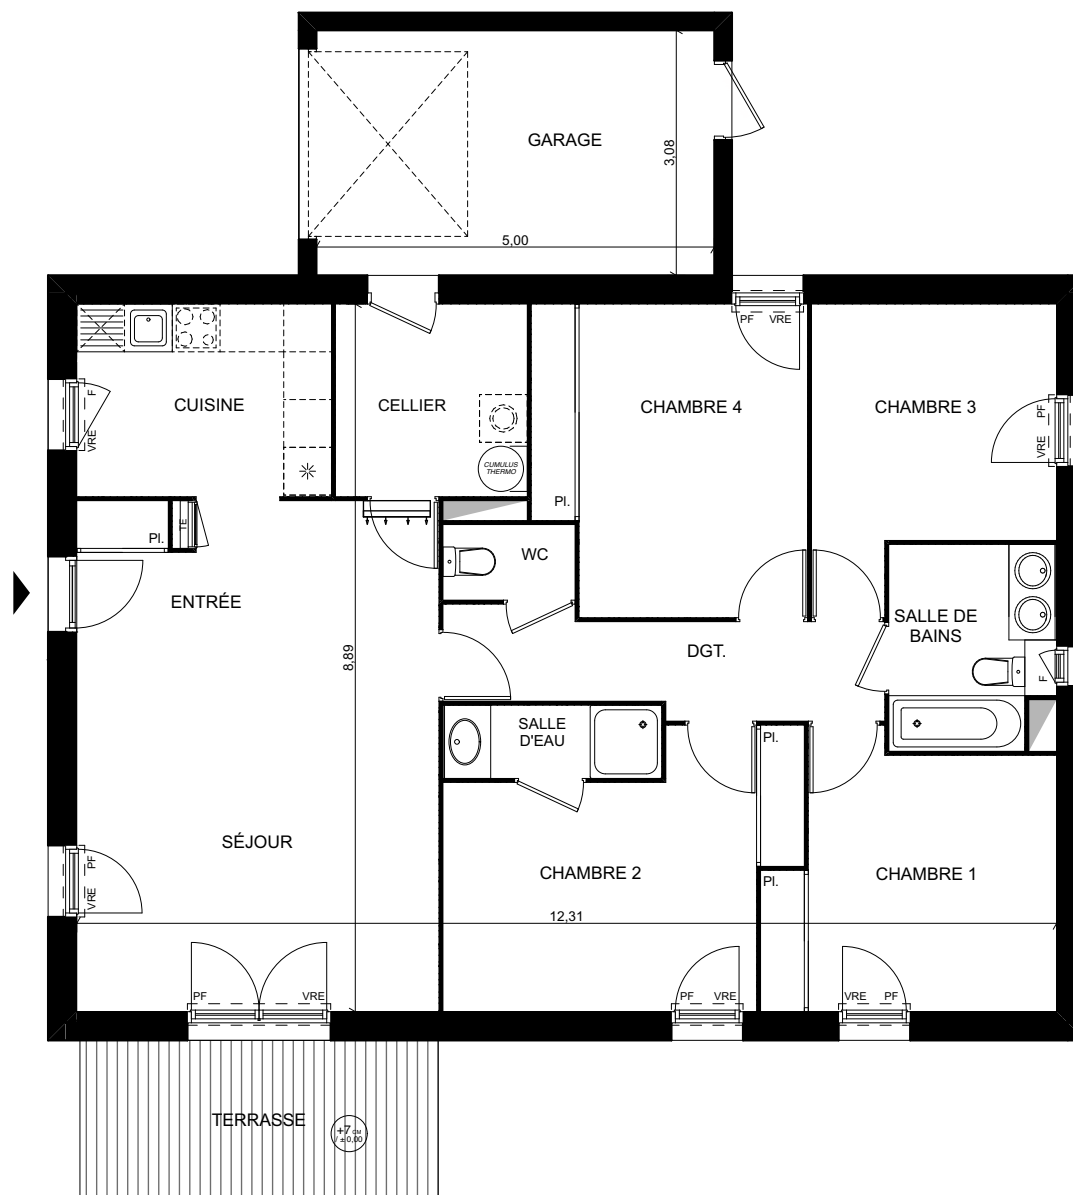 GARAGE
3,08
5,00
PF VRE
CUISINE
CELLIER
CHAMBRE 4
CHAMBRE 3
F
VRE
PF
VRE
CUMULUS
THERMO
Pl.
Pl.
TE
WC
ENTRÉE
SALLE DE
BAINS
8,89
DGT.
F
SALLE
D'EAU
Pl.
SÉJOUR
PF
VRE
CHAMBRE 2
Pl.
CHAMBRE 1
12,31
PF VRE
PF VRE
VRE PF
TERRASSE
+7 CM
/ ± 0,00